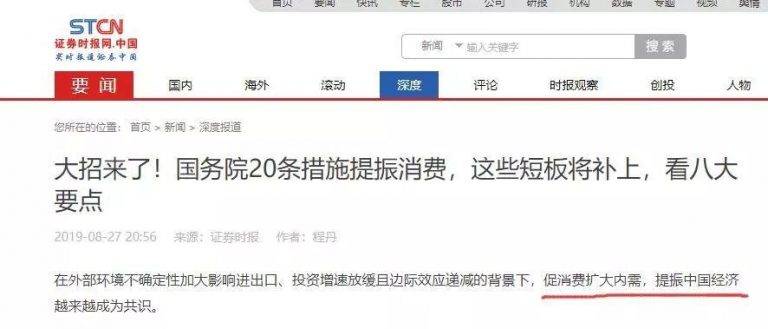 首页 要闻 快讯 专栏 股市 公司 研报 机构 数据 专题 视频 舆情
STCN
证券时报网.中国
实时报道证券中国
新闻 输入关键字 搜索
要闻 国内 海外 滚动 深度 评论 时报观察 创投 人物
您所在的位置： 首页 > 新闻 > 深度报道
大招来了！国务院20条措施提振消费，这些短板将补上，看八大
要点
2019-08-27 20:56 来源：证券时报 作者：程丹
在外部环境不确定性加大影响进出口、投资增速放缓且边际效应递减的背景下，促消费扩大内需，提振中国经济
越来越成为共识。